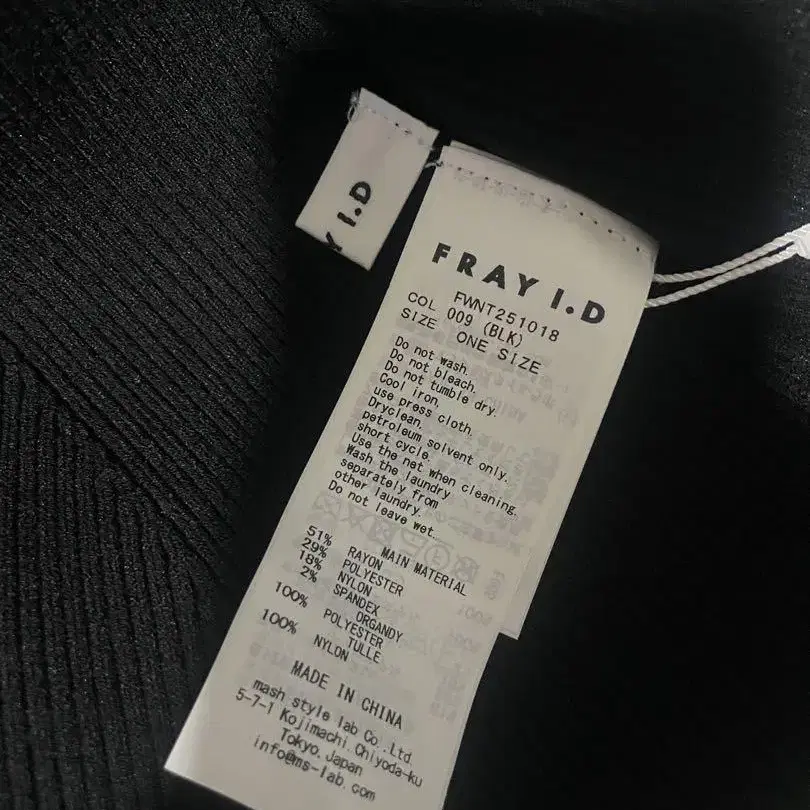 Y I.D
FRAY I.D
FWNT251018
COL 009 (BLK)
SIZE ONE SIZE
Do not wash.
Do not bleach.
Do not tumble dry.
Cool iron,
use press cloth.
Dryclean,
petroleum solvent only.
short cycle.
Use the net when cleaning.
Wash the laundry
separately from
Other laundry.
Do not leave wet.
MAIN MATERIAL
51% RAYON
29% POLYESTER
18% NYLON
2% SPANDEX
ORGANDY
100% POLYESTER
TULLE
100% NYLON
MADE IN CHINA
mash style lab Co.,Ltd.
5-7-1 Kojimachi,Chiyoda-ku
Tokyo,Japan
info@ms-lab.com